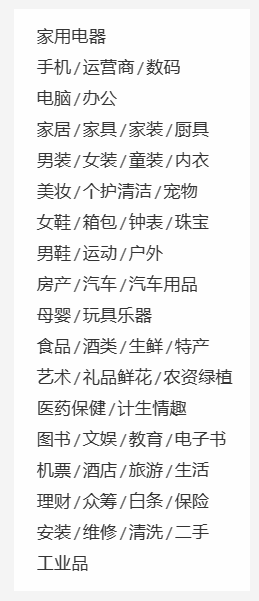 家用电器
手机/运营商/数码
电脑/办公
家居/家具/家装/厨具
男装/女装/童装/内衣
美妆/个护清洁/宠物
女鞋/箱包/钟表/珠宝
男鞋/运动/户外
房产/汽车/汽车用品
母婴/玩具乐器
食品/酒类/生鲜/特产
艺术/礼品鲜花/农资绿植
医药保健/计生情趣
图书/文娱/教育/电子书
机票/酒店/旅游/生活
理财/众筹/白条/保险
安装/维修/清洗/二手
工业品